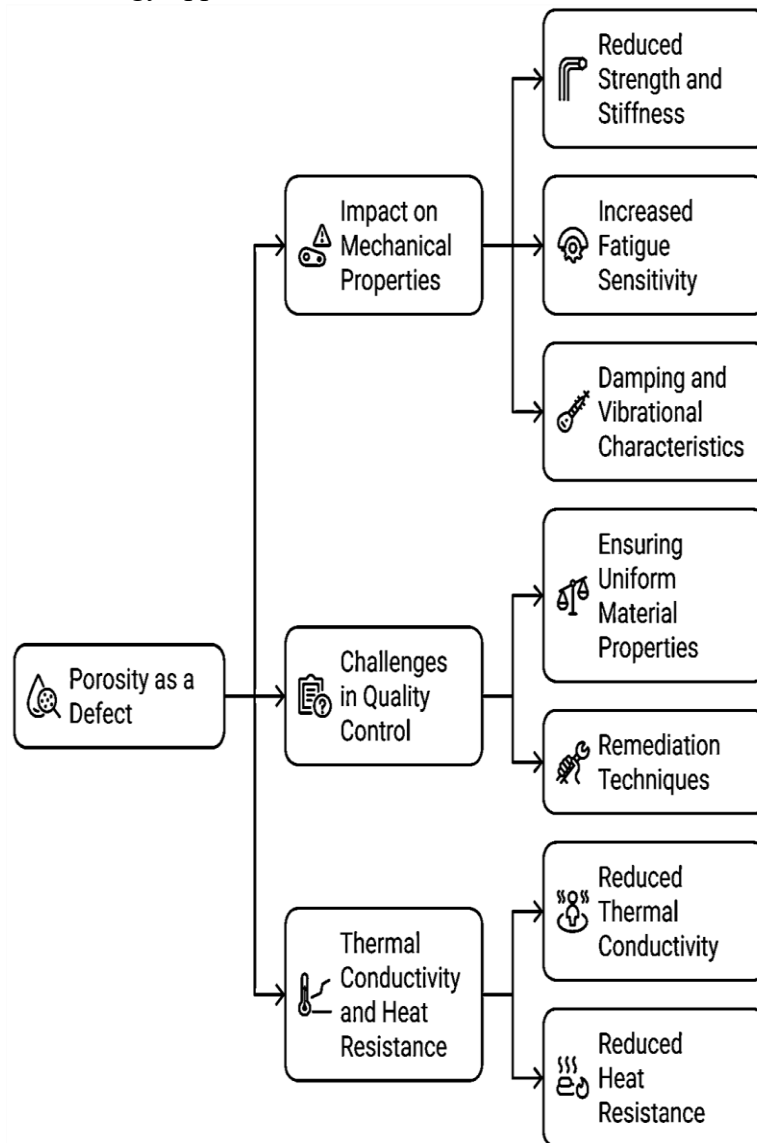 Reduced
Strength and
Stiffness
Impact on
Mechanical
Properties
Increased
Fatigue
Sensitivity
Damping and
Vibrational
Characteristics
Ensuring
Uniform
Material
Properties
Porosity as a
Defect
Challenges
in Quality
Control
Remediation
Techniques
Reduced
Thermal
Conductivity
Thermal
Conductivity
and Heat
Resistance
Reduced
Heat
Resistance